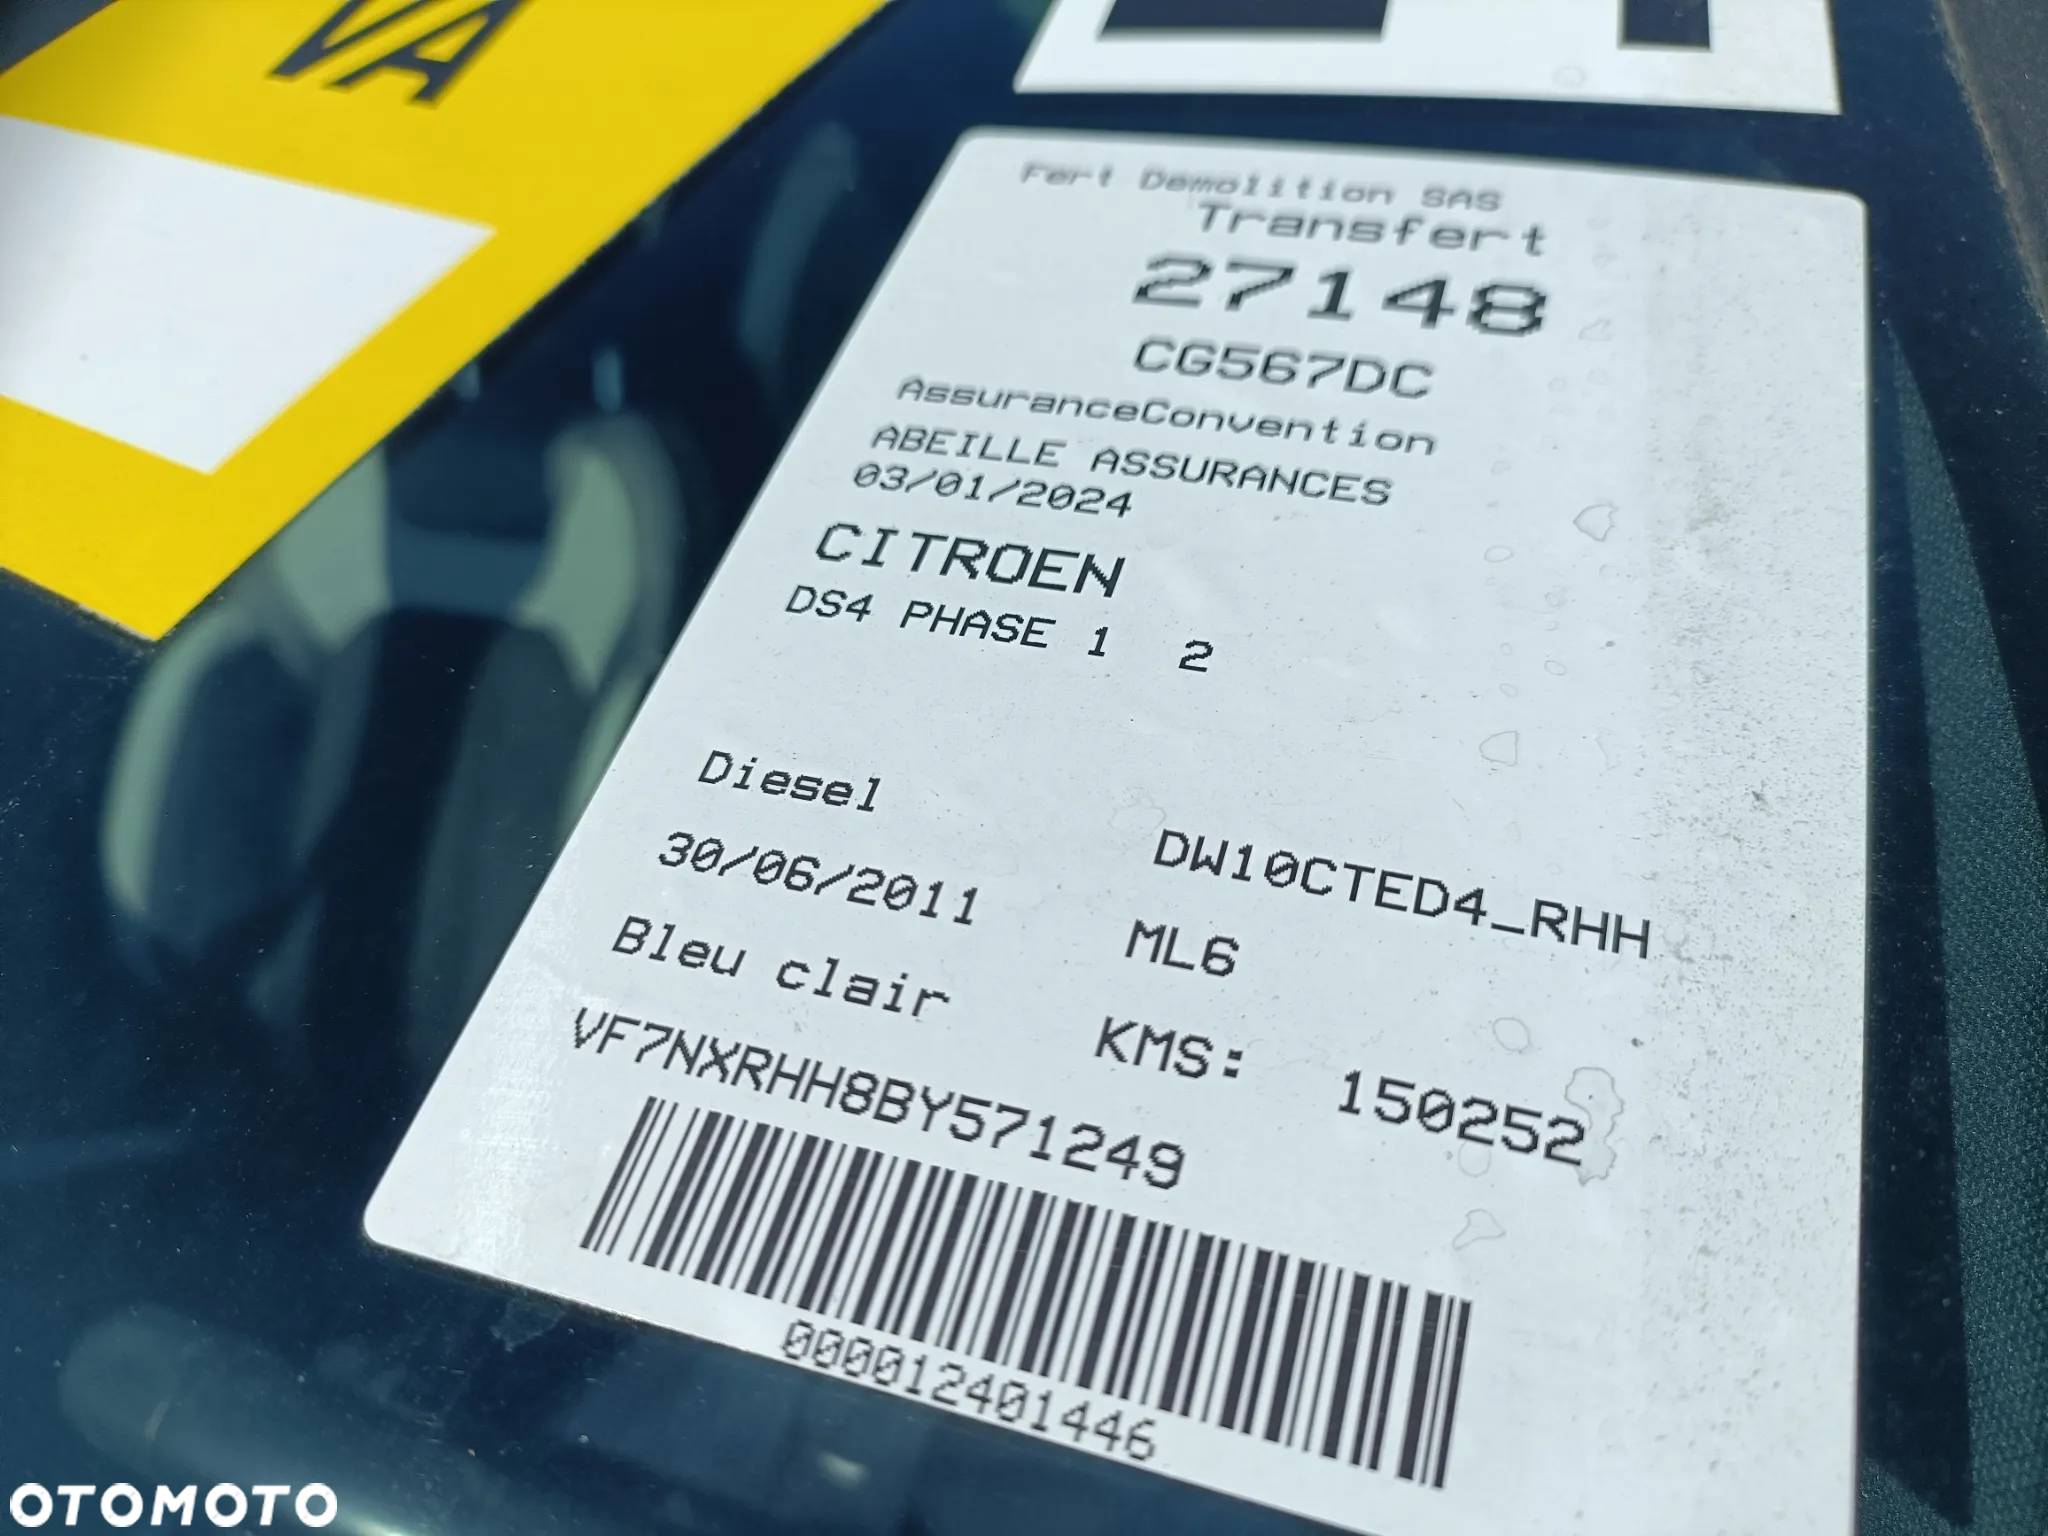 VA
Fert Demolition SAS
Transfert
27148
CG567DC
AssuranceConvention
ABEILLE ASSURANCES
03/01/2024
CITROEN
DS4 PHASE 1 2
Diesel DW10CTED4_RHH
30/06/2011 ML6
Bleu clair KMS: 150252
VF7NXRHH8BY571249
000012401446
OTOMOTO